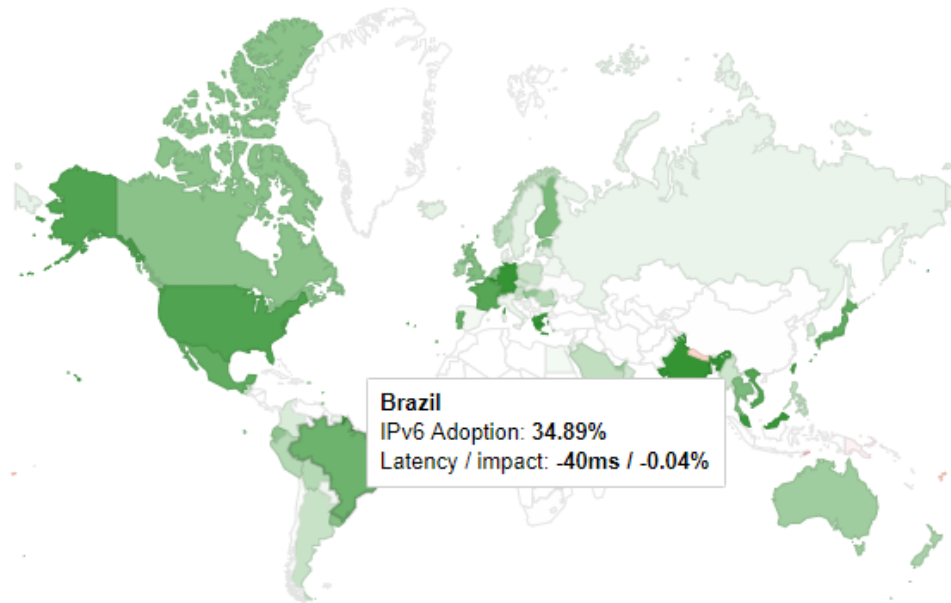 Brazil
IPv6 Adoption: 34.89%
Latency / impact: -40ms / -0.04%